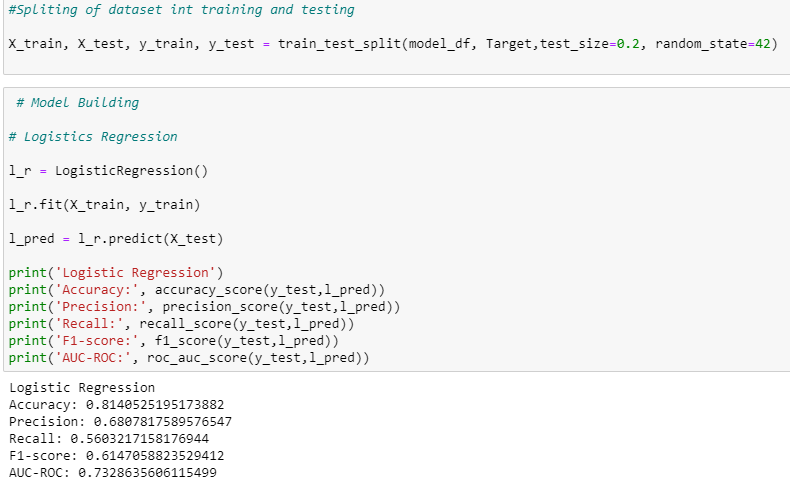 #Spliting of dataset int training and testing
X_train, X_test, y_train, y_test = train_test_split(model_df, Target,test_size=0.2, random_state=42)
# Model Building
# Logistics Regression
l_r = LogisticRegression()
l_r.fit(X_train, y_train)
l_pred = l_r.predict(X_test)
print('Logistic Regression')
print('Accuracy:', accuracy_score(y_test,l_pred))
print('Precision:', precision_score(y_test,l_pred))
print('Recall:', recall_score(y_test,l_pred))
print('F1-score:', f1_score(y_test,l_pred))
print('AUC-ROC:', roc_auc_score(y_test,l_pred))
Logistic Regression
Accuracy: 0.8140525195173882
Precision: 0.6807817589576547
Recall: 0.5603217158176944
F1-score: 0.6147058823529412
AUC-ROC: 0.7328635606115499